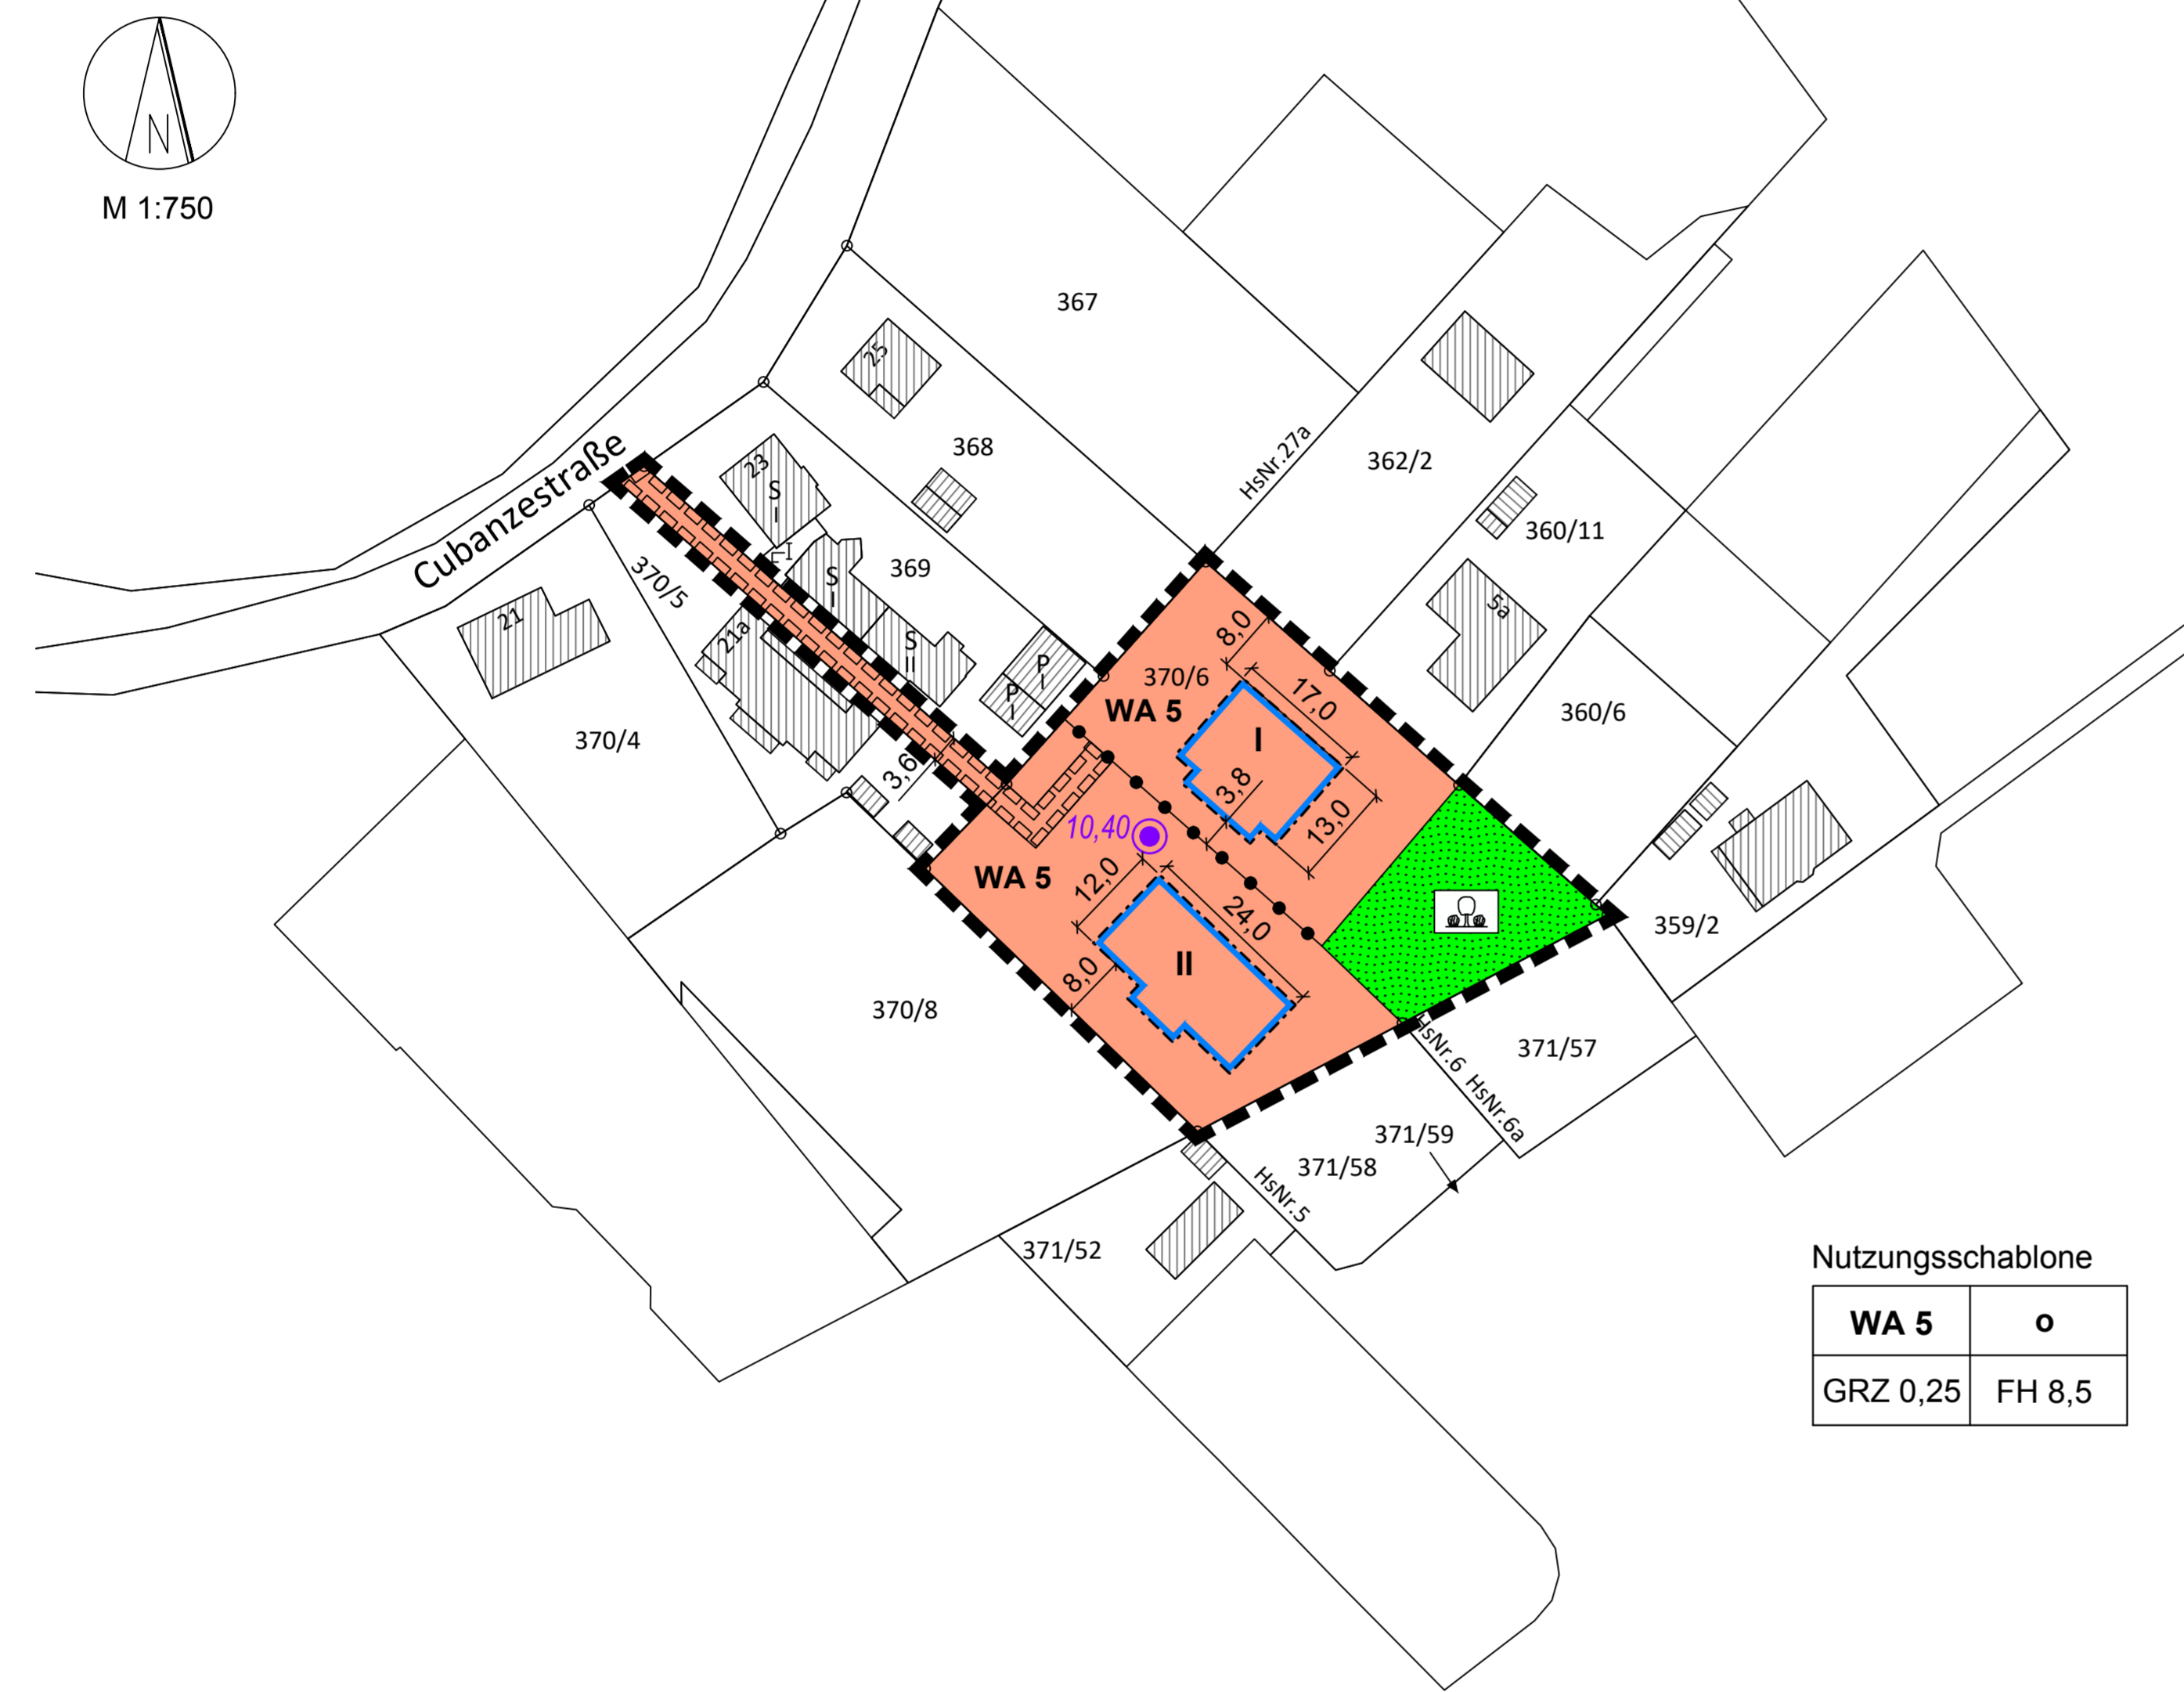 N
M 1:750
367
25
368
HsNr.27a
362/2
Cubanzestraße
23
S
I
I
360/11
369
S
I
370/5
5a
21
21a
8,0
S
II
P
I
P
I
370/6
WA 5
17,0
360/6
370/4
I
3,6
3,8
13,0
10,40
WA 5
12,0
24,0
359/2
II
8,0
370/8
HsNr.6
HsNr.6a
371/57
371/59
371/58
HsNr.5
371/52
Nutzungsschablone
WA 5 o
GRZ 0,25 FH 8,5